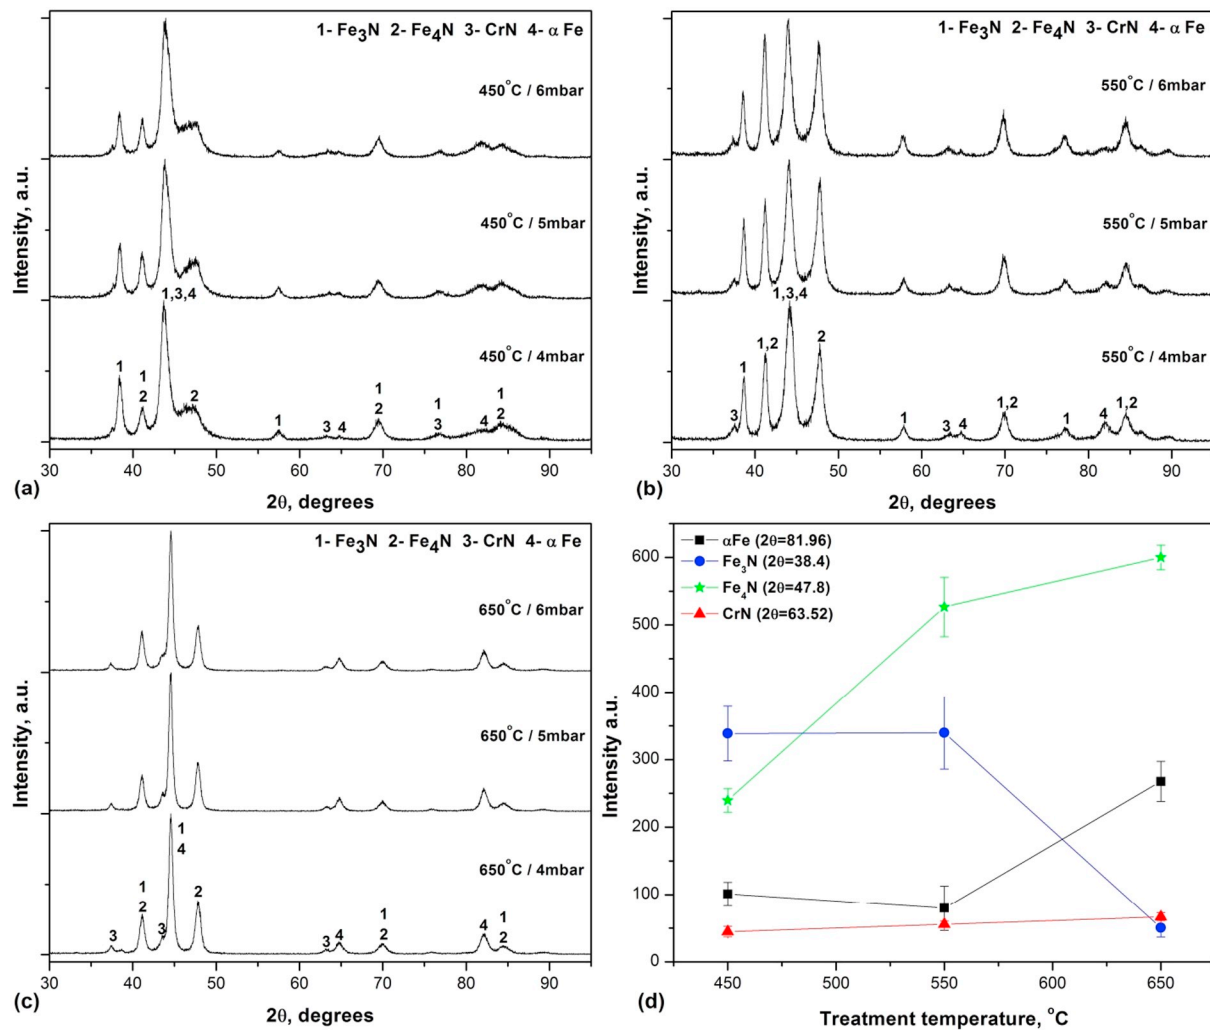 1- Fe₃N 2- Fe₄N 3- CrN 4- α Fe
450°C / 6mbar
450°C / 5mbar
1,3,4
450°C / 4mbar
1
1
2
2
1
3
4
1
2
1
3
4
1
2
30 40 50 60 70 80 90
Intensity, a.u.
2θ, degrees
(a)
1- Fe₃N 2- Fe₄N 3- CrN 4- α Fe
550°C / 6mbar
550°C / 5mbar
1,3,4
550°C / 4mbar
3
1
1,2
2
1
3
4
1,2
1
4
1,2
30 40 50 60 70 80 90
Intensity, a.u.
2θ, degrees
(b)
1- Fe₃N 2- Fe₄N 3- CrN 4- α Fe
650°C / 6mbar
650°C / 5mbar
650°C / 4mbar
3
1
2
3
1
4
2
3
4
1
2
4
1
2
30 40 50 60 70 80 90
Intensity, a.u.
2θ, degrees
(c)
αFe (2θ=81.96)
Fe₃N (2θ=38.4)
Fe₄N (2θ=47.8)
CrN (2θ=63.52)
600
500
400
300
200
100
0
450 500 550 600 650
Intensity a.u.
Treatment temperature, °C
(d)